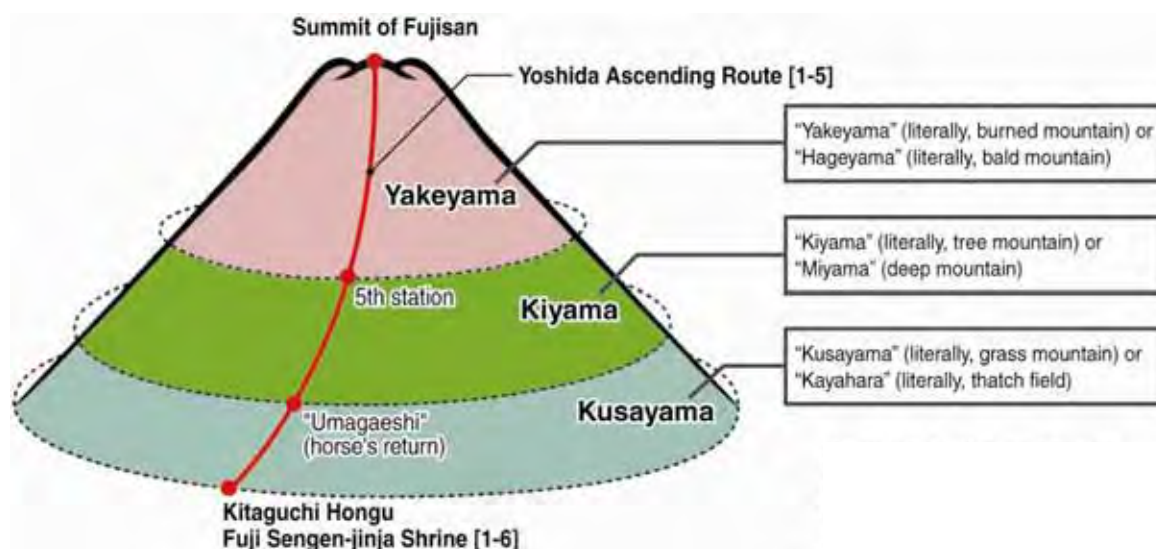 Summit of Fujisan
Yoshida Ascending Route [1-5]
“Yakeyama” (literally, burned mountain) or
“Hageyama” (literally, bald mountain)
Yakeyama
“Kiyama” (literally, tree mountain) or
“Miyama” (deep mountain)
5th station
Kiyama
“Kusayama” (literally, grass mountain) or
“Kayahara” (literally, thatch field)
Kusayama
"Umagaeshi"
(horse's return)
Kitaguchi Hongu
Fuji Sengen-jinja Shrine [1-6]